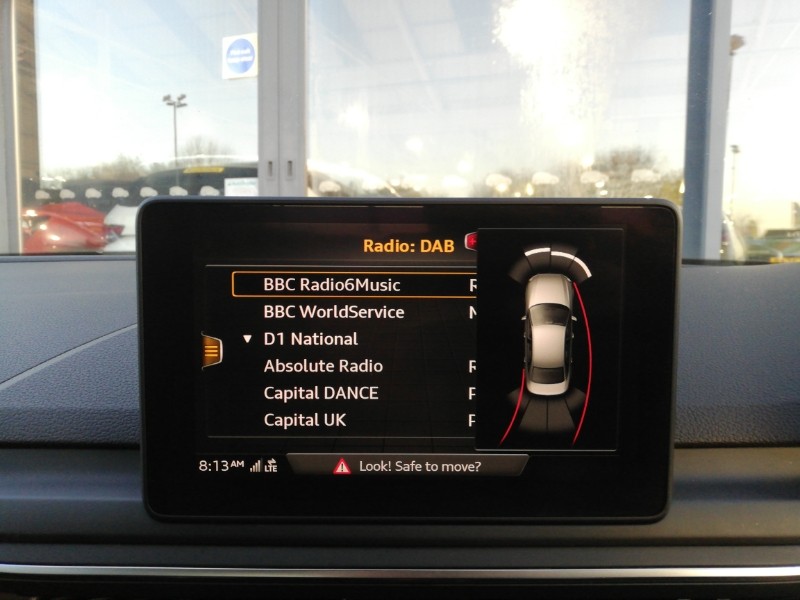 Radio: DAB
BBC Radio6Music
BBC WorldService
▼ D1 National
Absolute Radio
Capital DANCE
Capital UK
8:13AM LTE
Look! Safe to move?